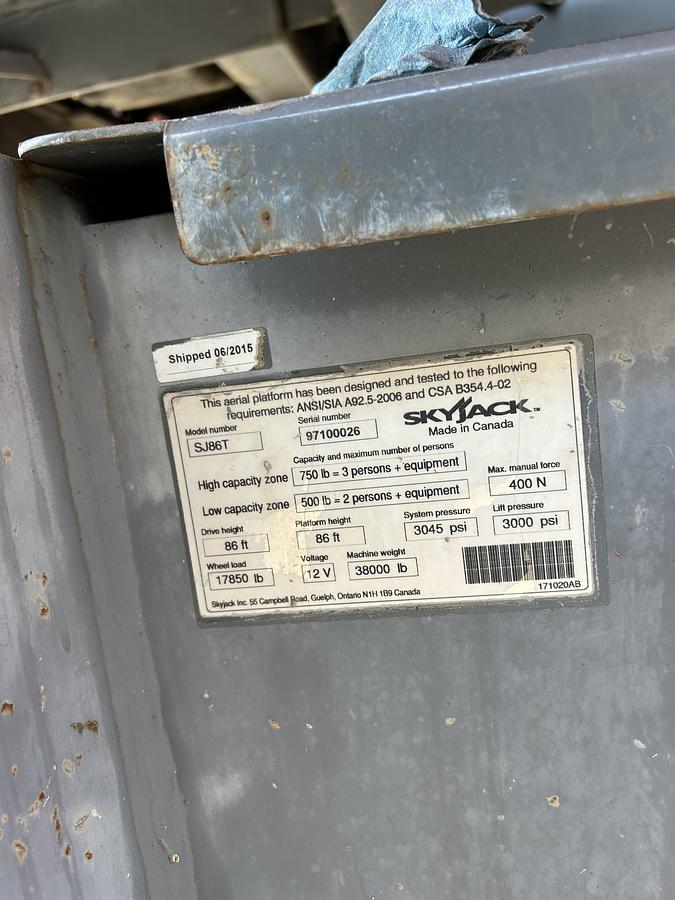 Shipped 06/2015
This aerial platform has been designed and tested to the following
requirements: ANSI/SIA A92.5-2006 and CSA B354.4-02
Model number
SJ86T
Serial number
97100026
SKYJACK™
Made in Canada
Capacity and maximum number of persons
High capacity zone 750 lb = 3 persons + equipment
Low capacity zone 500 lb = 2 persons + equipment
Max. manual force
400 N
Drive height
86 ft
Platform height
86 ft
System pressure
3045 psi
Lift pressure
3000 psi
Wheel load
17850 lb
Voltage
12 V
Machine weight
38000 lb
171020AB
Skyjack Inc. 55 Campbell Road, Guelph, Ontario N1H 1B9 Canada